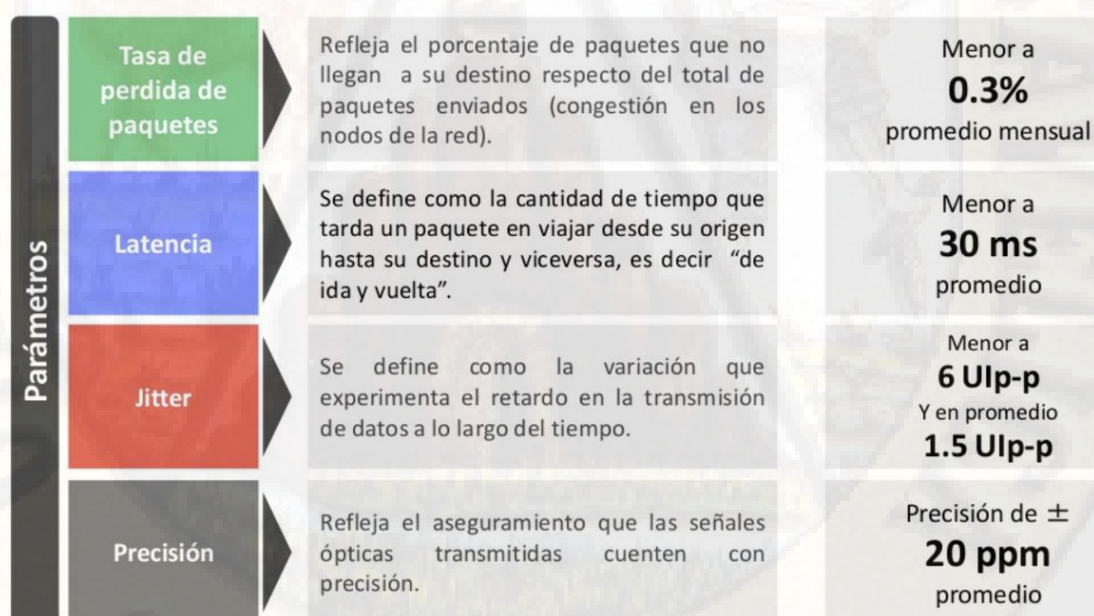 Parámetros
Tasa de
perdida de
paquetes
Refleja el porcentaje de paquetes que no
llegan a su destino respecto del total de
paquetes enviados (congestión en los
nodos de la red).
Menor a
0.3%
promedio mensual
Latencia
Se define como la cantidad de tiempo que
tarda un paquete en viajar desde su origen
hasta su destino y viceversa, es decir “de
ida y vuelta”.
Menor a
30 ms
promedio
Jitter
Se define como la variación que
experimenta el retardo en la transmisión
de datos a lo largo del tiempo.
Menor a
6 UIp-p
Y en promedio
1.5 UIp-p
Precisión
Refleja el aseguramiento que las señales
ópticas transmitidas cuenten con
precisión.
Precisión de ±
20 ppm
promedio